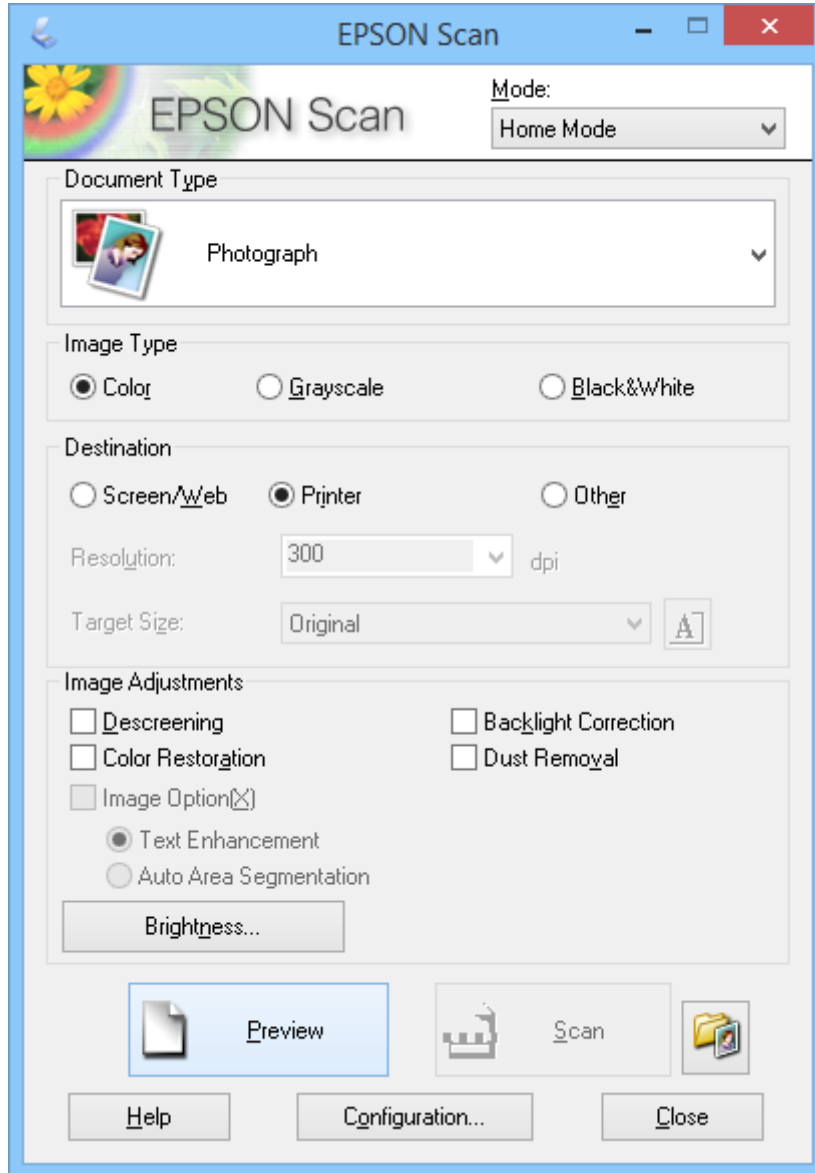 EPSON Scan
EPSON Scan
Mode:
Home Mode
Document Type
Photograph
Image Type
Color Grayscale Black&White
Destination
Screen/Web Printer Other
Resolution: 300 dpi
Target Size: Original A
Image Adjustments
Descreening Backlight Correction
Color Restoration Dust Removal
Image Option(X)
Text Enhancement
Auto Area Segmentation
Brightness...
Preview Scan
Help Configuration... Close